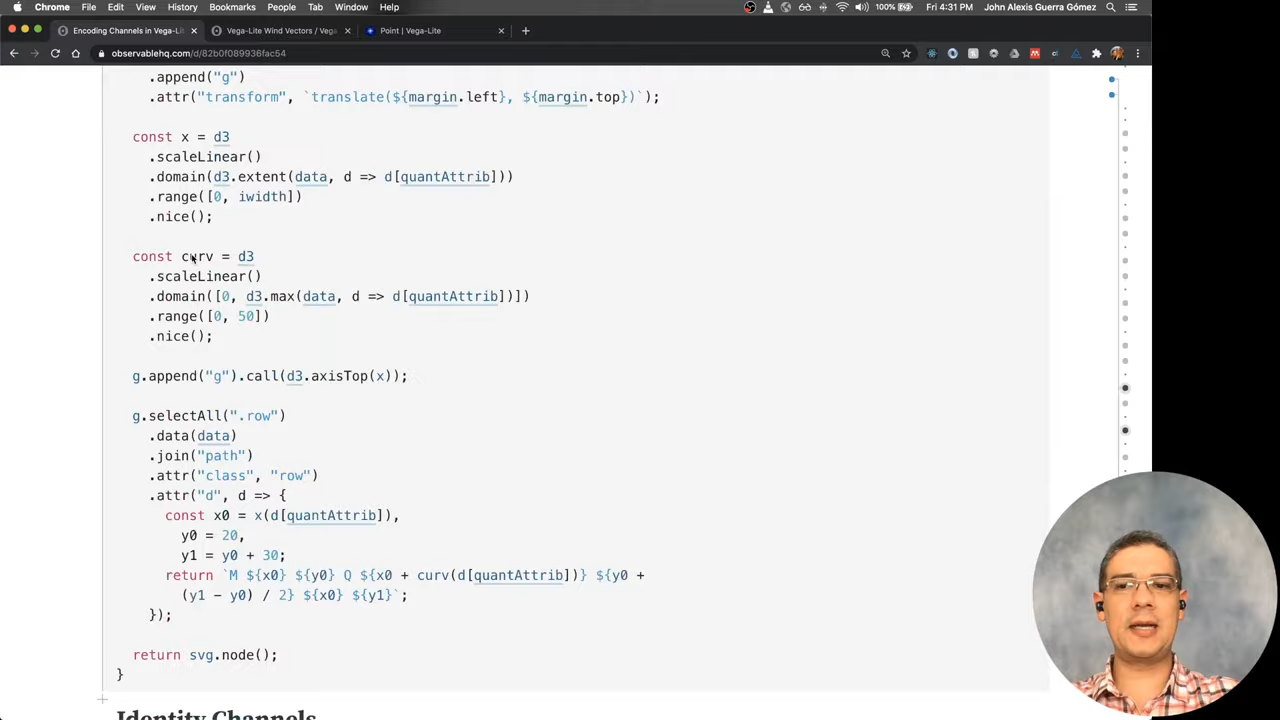 Chrome File Edit View History Bookmarks People Tab Window Help 100% Fri 4:31 PM John Alexis Guerra Gómez
Encoding Channels in Vega-Lit Vega-Lite Wind Vectors / Vega Point | Vega-Lite
observablehq.com/d/82b0f089936fac54
.append("g")
.attr("transform", `translate(${margin.left}, ${margin.top})`);
const x = d3
.scaleLinear()
.domain(d3.extent(data, d => d[quantAttrib]))
.range([0, iwidth])
.nice();
const curv = d3
.scaleLinear()
.domain([0, d3.max(data, d => d[quantAttrib])])
.range([0, 50])
.nice();
g.append("g").call(d3.axisTop(x));
g.selectAll(".row")
.data(data)
.join("path")
.attr("class", "row")
.attr("d", d => {
const x0 = x(d[quantAttrib]),
y0 = 20,
y1 = y0 + 30;
return `M ${x0} ${y0} Q ${x0 + curv(d[quantAttrib])} ${y0 +
(y1 - y0) / 2} ${x0} ${y1}`;
});
return svg.node();
}
Identity Channels